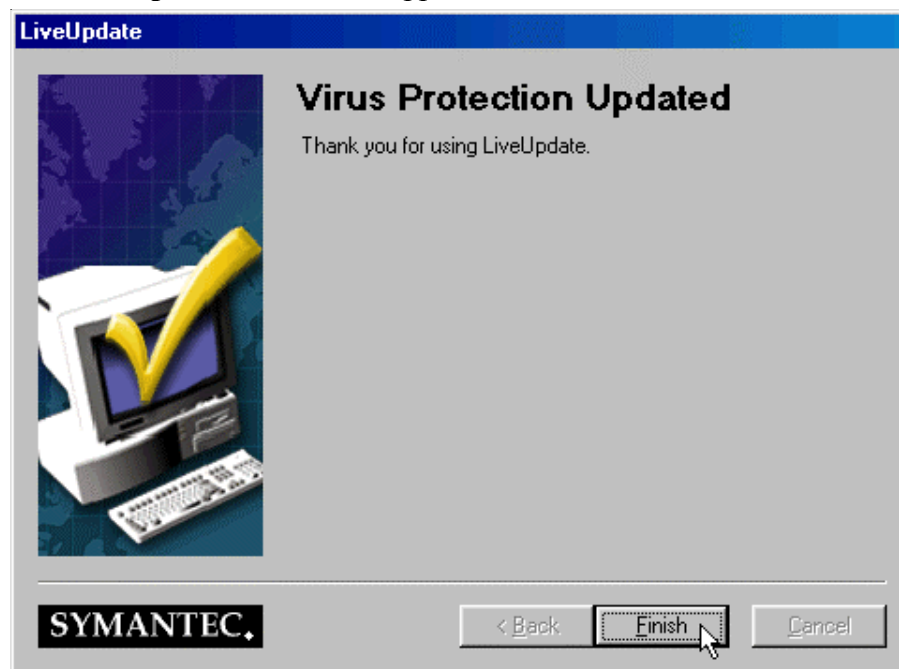 LiveUpdate
Virus Protection Updated
Thank you for using LiveUpdate.
SYMANTEC.
< Back Finish Cancel